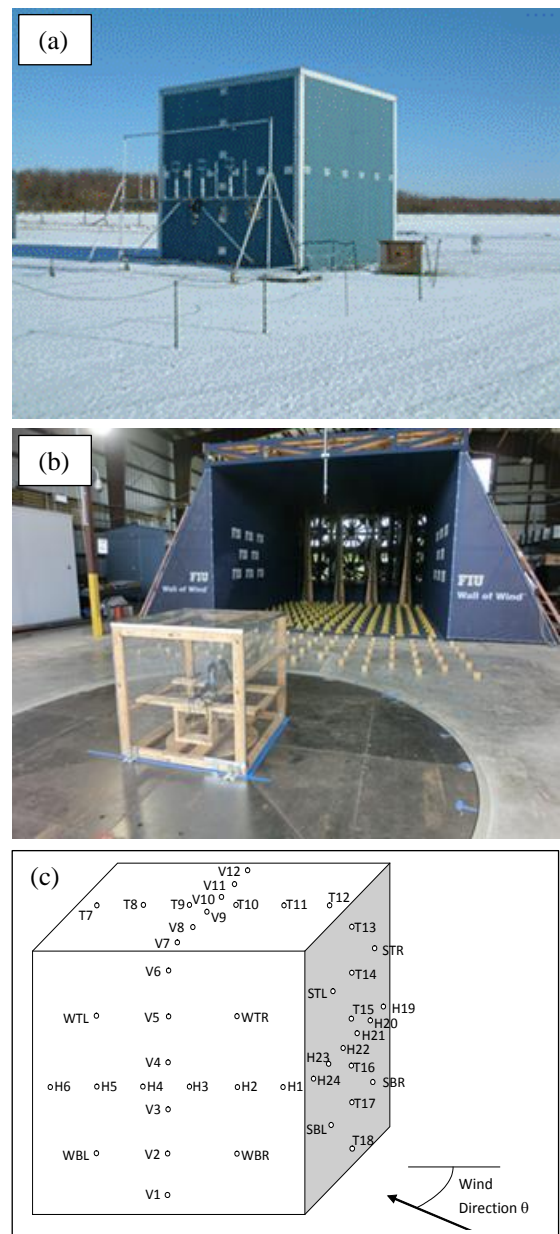 (a)
(b)
FIU
Wall of Wind
FIU
Wall of Wind
(c)
V12
V11
V10
T7 T8 T9 T10 T11 T12
V9
V8
V7
T13
STR
V6
T14
STL
WTL V5 WTR
T15 H19
H20
H21
V4
H22
H23
T16
H24
SBR
H6 H5 H4 H3 H2 H1
V3
T17
SBL
WBL V2 WBR
T18
V1
Wind
Direction θ